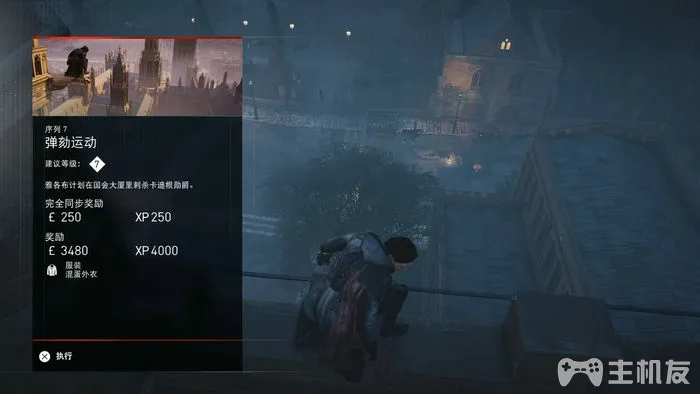 序列 7
弹劾运动
建议等级: 7
雅各布计划在国会大厦里刺杀卡迪根勋爵。
完全同步奖励
£ 250 XP 250
奖励
£ 3480 XP 4000
服装
混蛋外衣
执行
主机友